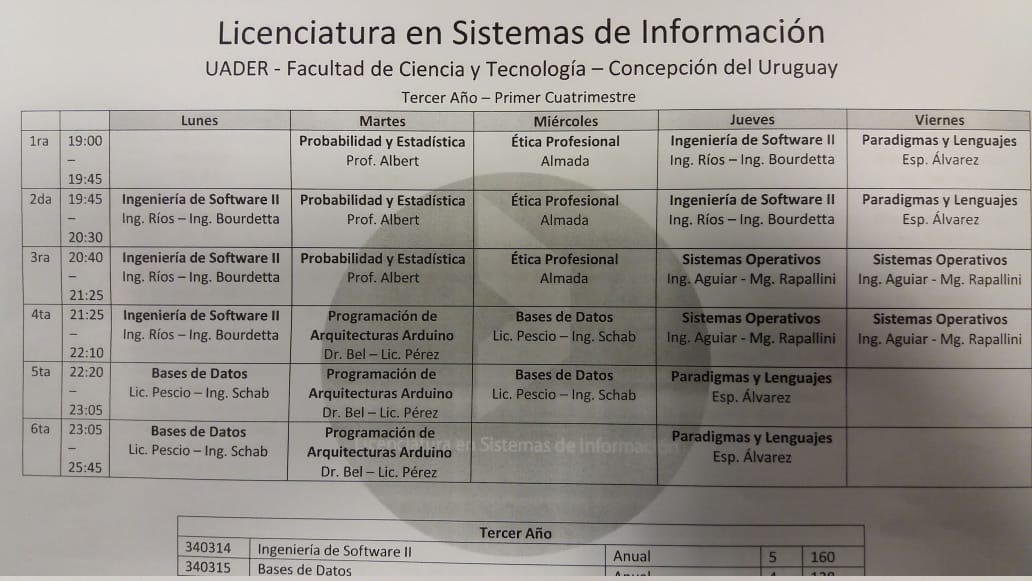 Licenciatura en Sistemas de Información
UADER - Facultad de Ciencia y Tecnología – Concepción del Uruguay
Tercer Año – Primer Cuatrimestre
Lunes Martes Miércoles Jueves Viernes
1ra 19:00 – 19:45
Probabilidad y Estadística
Prof. Albert
Ética Profesional
Almada
Ingeniería de Software II
Ing. Ríos – Ing. Bourdetta
Paradigmas y Lenguajes
Esp. Álvarez
2da 19:45 – 20:30
Ingeniería de Software II
Ing. Ríos – Ing. Bourdetta
Probabilidad y Estadística
Prof. Albert
Ética Profesional
Almada
Ingeniería de Software II
Ing. Ríos – Ing. Bourdetta
Paradigmas y Lenguajes
Esp. Álvarez
3ra 20:40 – 21:25
Ingeniería de Software II
Ing. Ríos – Ing. Bourdetta
Probabilidad y Estadística
Prof. Albert
Ética Profesional
Almada
Sistemas Operativos
Ing. Aguiar - Mg. Rapallini
Sistemas Operativos
Ing. Aguiar - Mg. Rapallini
4ta 21:25 – 22:10
Ingeniería de Software II
Ing. Ríos – Ing. Bourdetta
Programación de
Arquitecturas Arduino
Dr. Bel – Lic. Pérez
Bases de Datos
Lic. Pescio – Ing. Schab
Sistemas Operativos
Ing. Aguiar - Mg. Rapallini
Sistemas Operativos
Ing. Aguiar - Mg. Rapallini
5ta 22:20 – 23:05
Bases de Datos
Lic. Pescio – Ing. Schab
Programación de
Arquitecturas Arduino
Dr. Bel – Lic. Pérez
Bases de Datos
Lic. Pescio – Ing. Schab
Paradigmas y Lenguajes
Esp. Álvarez
6ta 23:05 – 25:45
Bases de Datos
Lic. Pescio – Ing. Schab
Programación de
Arquitecturas Arduino
Dr. Bel – Lic. Pérez
Paradigmas y Lenguajes
Esp. Álvarez
Licenciatura en Sistemas de Información
Tercer Año
340314 Ingeniería de Software II Anual 5 160
340315 Bases de Datos